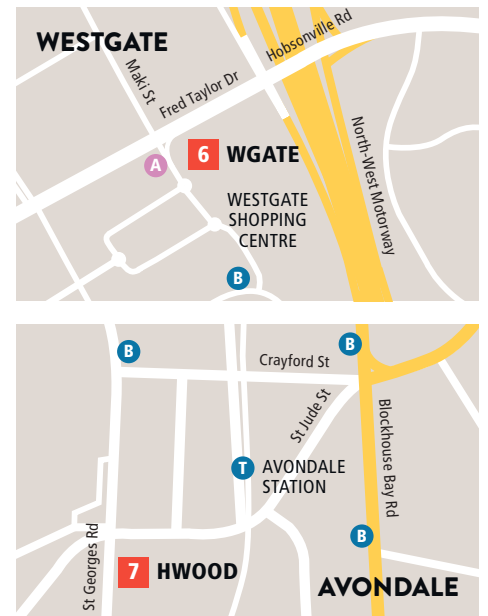 WESTGATE
Hobsonville Rd
Maki St
Fred Taylor Dr
North-West Motorway
A
6 WGATE
WESTGATE
SHOPPING
CENTRE
B
B
B
Crayford St
St Jude St
Blockhouse Bay Rd
T AVONDALE
STATION
B
St Georges Rd
7 HWOOD
AVONDALE